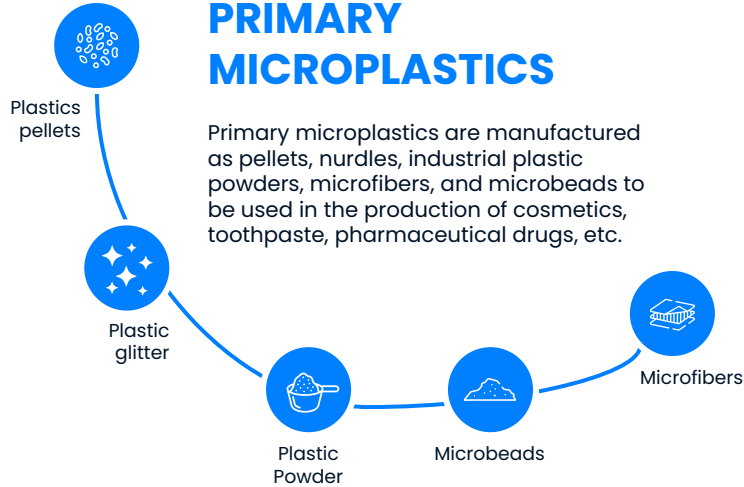 PRIMARY
MICROPLASTICS
Primary microplastics are manufactured
as pellets, nurdles, industrial plastic
powders, microfibers, and microbeads to
be used in the production of cosmetics,
toothpaste, pharmaceutical drugs, etc.
Plastics
pellets
Plastic
glitter
Plastic
Powder
Microbeads
Microfibers